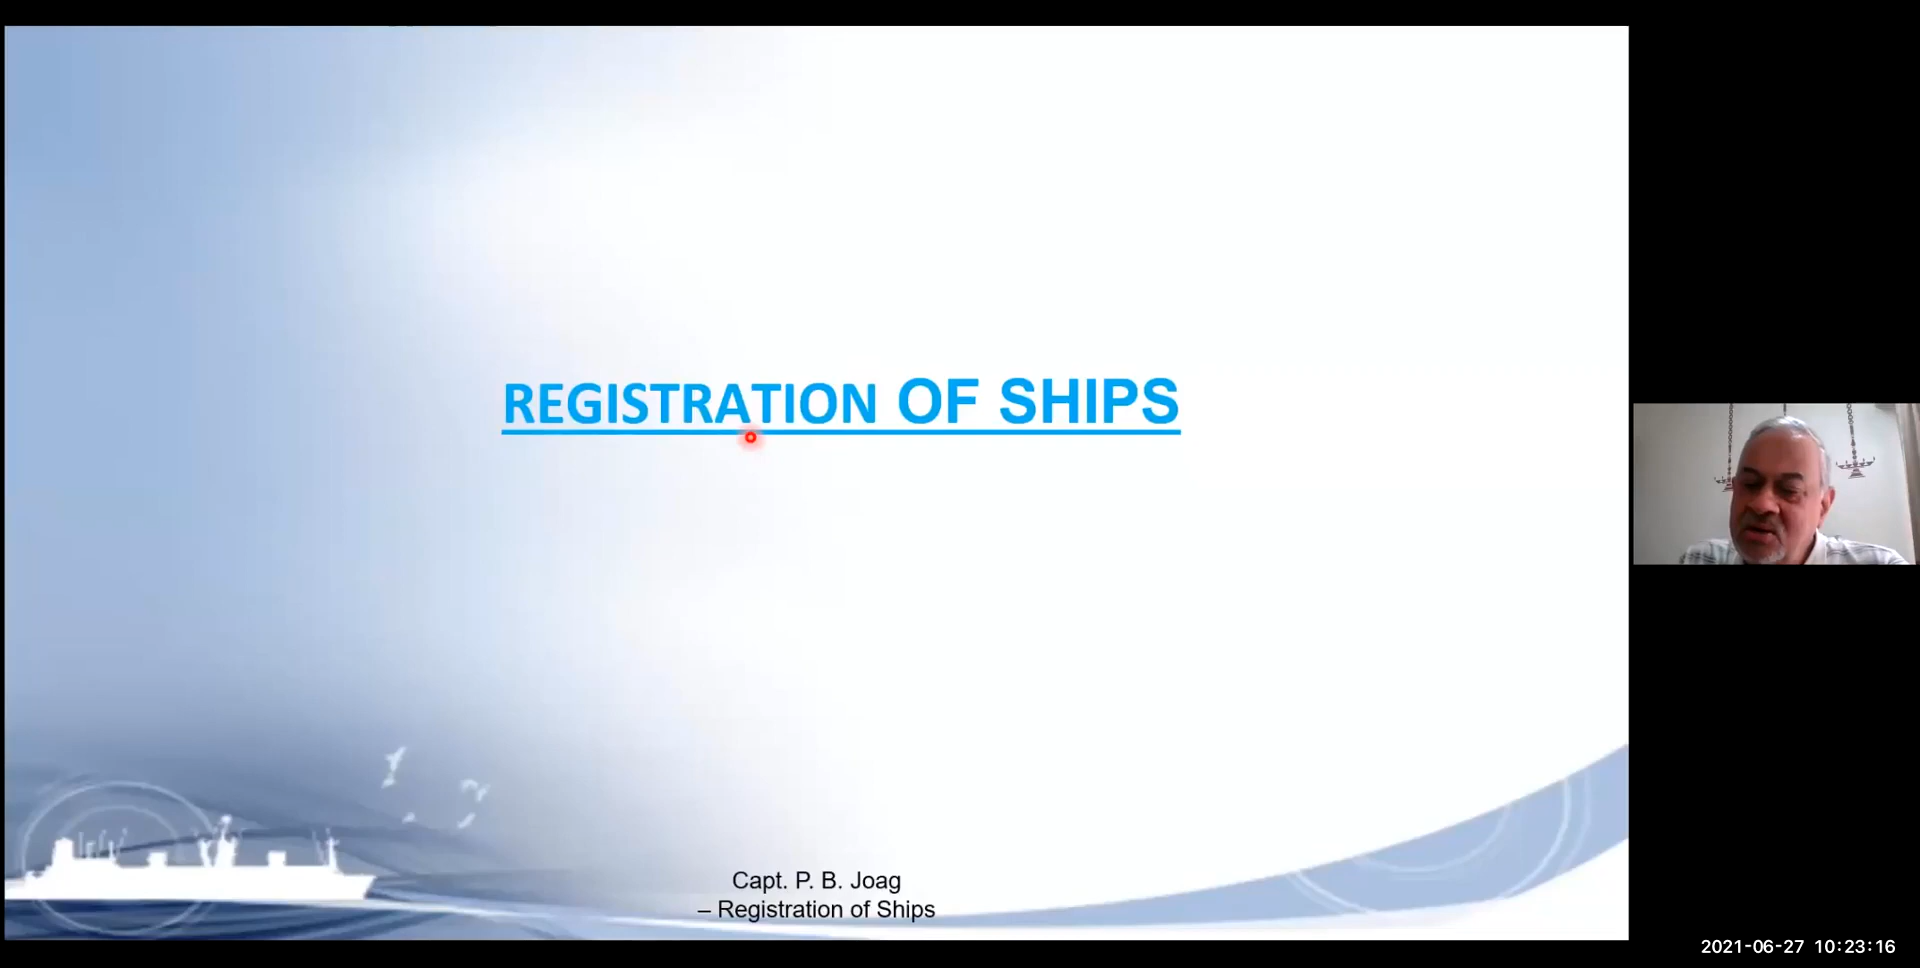 REGISTRATION OF SHIPS
Capt. P. B. Joag
– Registration of Ships
2021-06-27 10:23:16